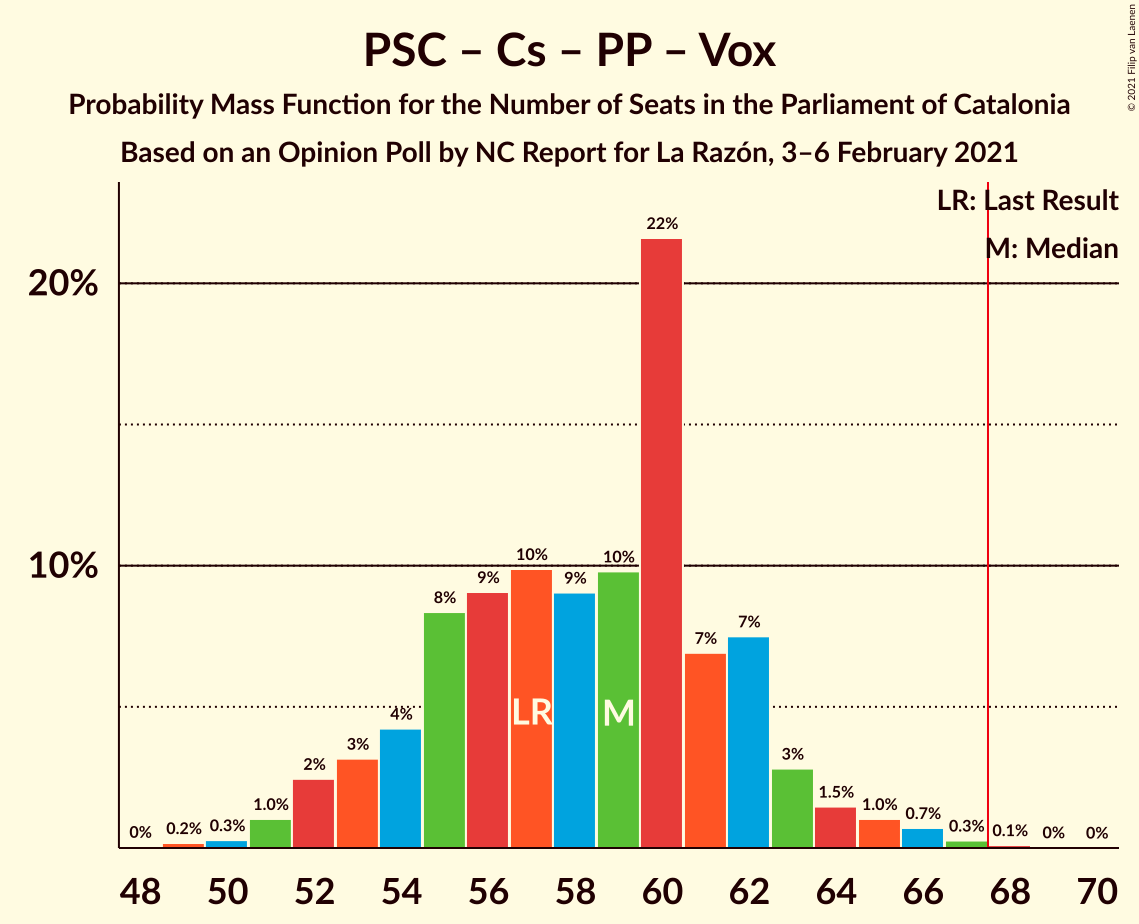 PSC – Cs – PP – Vox
Probability Mass Function for the Number of Seats in the Parliament of Catalonia
Based on an Opinion Poll by NC Report for La Razón, 3–6 February 2021
© 2021 Filip van Laenen
LR: Last Result
M: Median
20%
10%
0%
0.2%
0.3%
1.0%
2%
3%
4%
8%
9%
10%
9%
10%
22%
7%
7%
3%
1.5%
1.0%
0.7%
0.3%
0.1%
0%
0%
LR
M
48 50 52 54 56 58 60 62 64 66 68 70